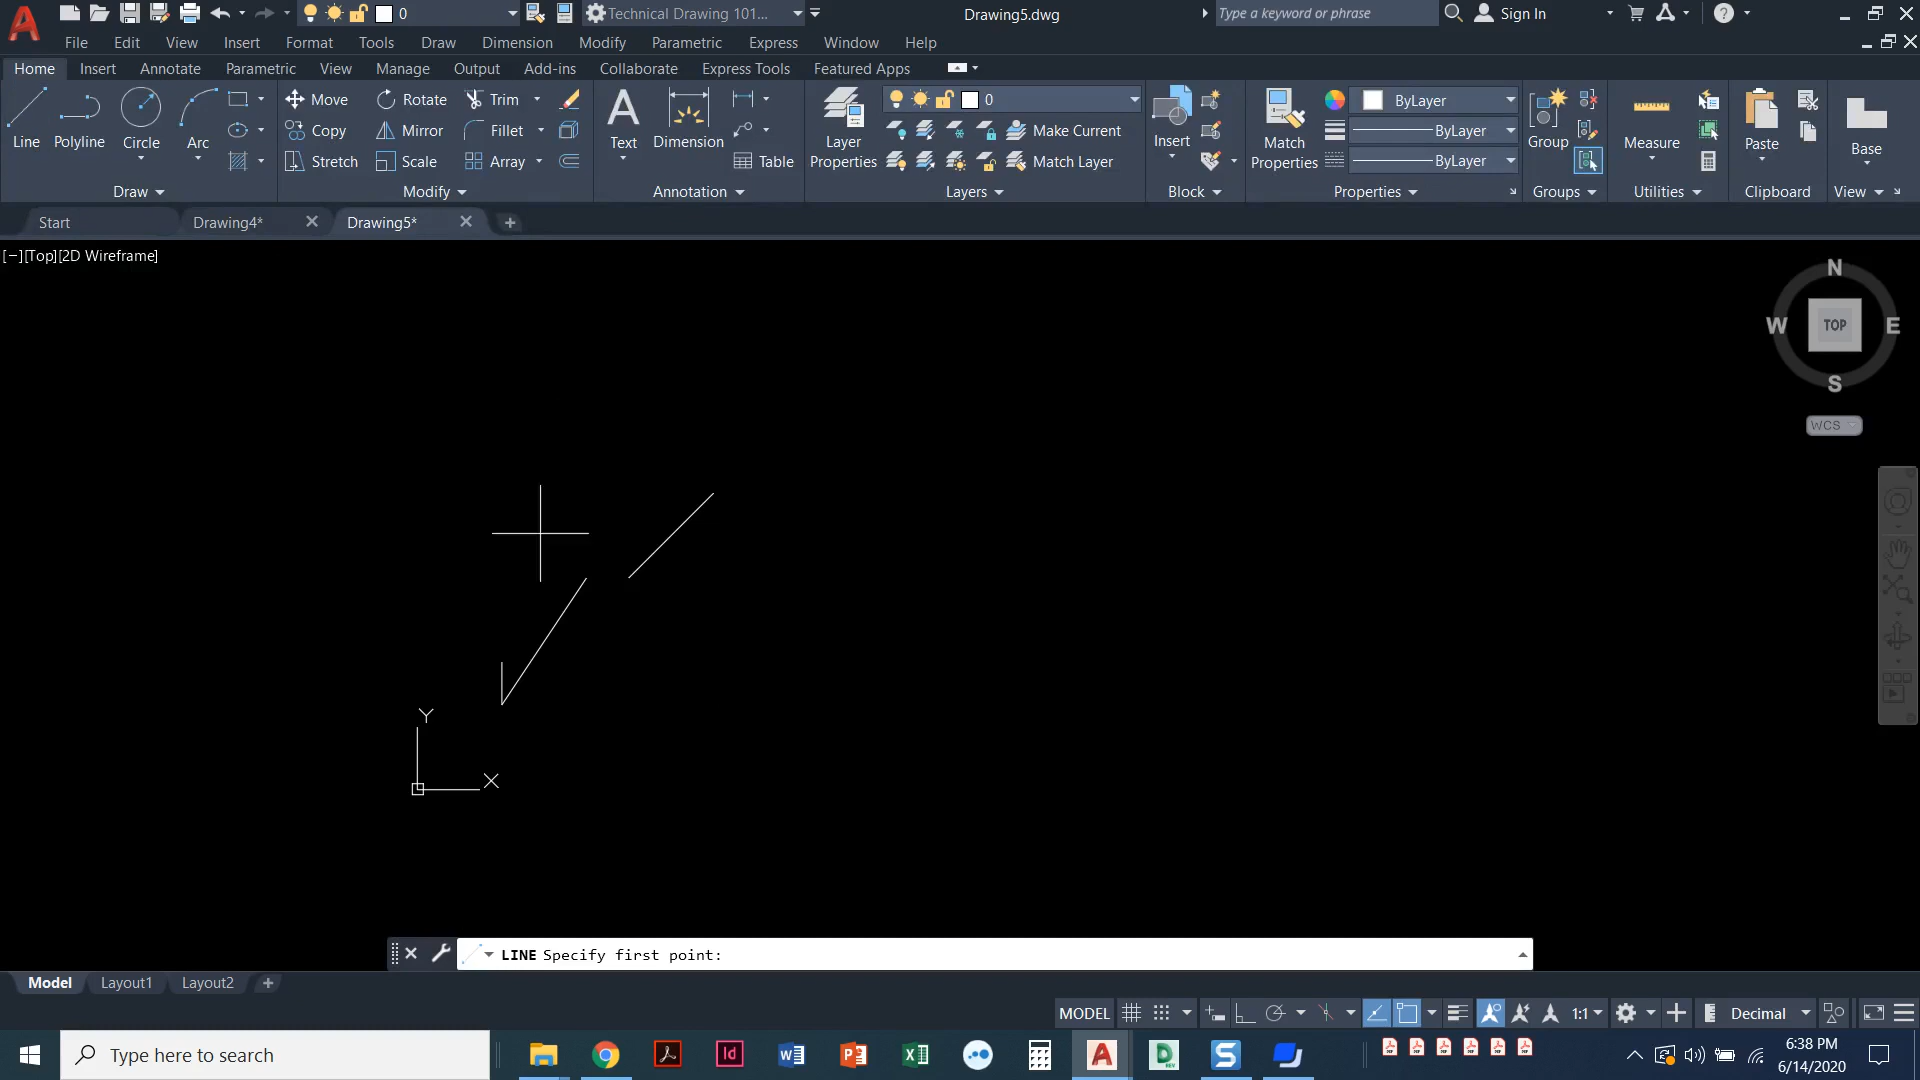 0
Technical Drawing 101...
Drawing5.dwg
Type a keyword or phrase
Sign In
File
Edit
View
Insert
Format
Tools
Draw
Dimension
Modify
Parametric
Express
Window
Help
Home
Insert
Annotate
Parametric
View
Manage
Output
Add-ins
Collaborate
Express Tools
Featured Apps
Line
Polyline
Circle
Arc
Draw
Move
Rotate
Trim
Copy
Mirror
Fillet
Stretch
Scale
Array
Modify
Text
Dimension
Table
Annotation
Layer
Properties
0
Make Current
Match Layer
Layers
Insert
Block
Match
Properties
ByLayer
ByLayer
ByLayer
Properties
Group
Groups
Measure
Utilities
Paste
Clipboard
Base
View
Start
Drawing4*
Drawing5*
[−][Top][2D Wireframe]
N
W
TOP
E
S
WCS
Y
X
LINE Specify first point:
Model
Layout1
Layout2
MODEL
1:1
Decimal
Type here to search
6:38 PM
6/14/2020